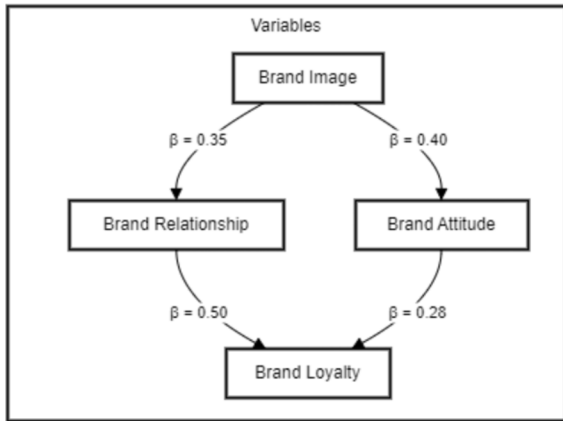 Variables
Brand Image
β = 0.35
β = 0.40
Brand Relationship
Brand Attitude
β = 0.50
β = 0.28
Brand Loyalty